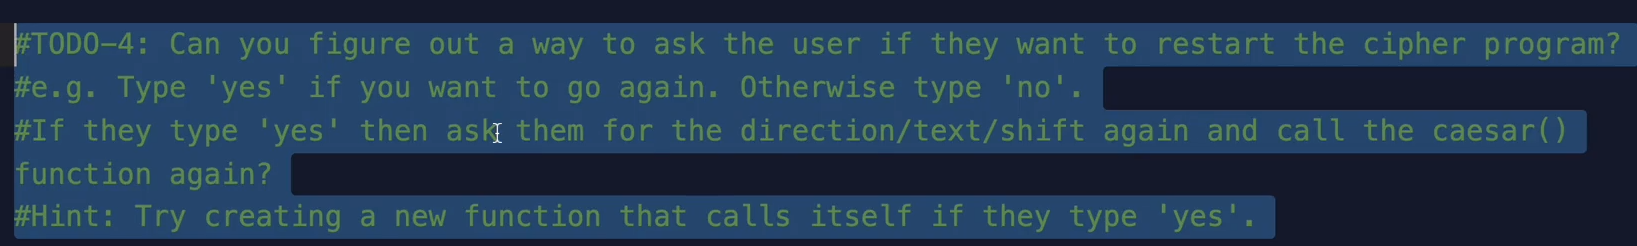 #TODO-4: Can you figure out a way to ask the user if they want to restart the cipher program?
#e.g. Type 'yes' if you want to go again. Otherwise type 'no'.
#If they type 'yes' then ask them for the direction/text/shift again and call the caesar()
function again?
#Hint: Try creating a new function that calls itself if they type 'yes'.